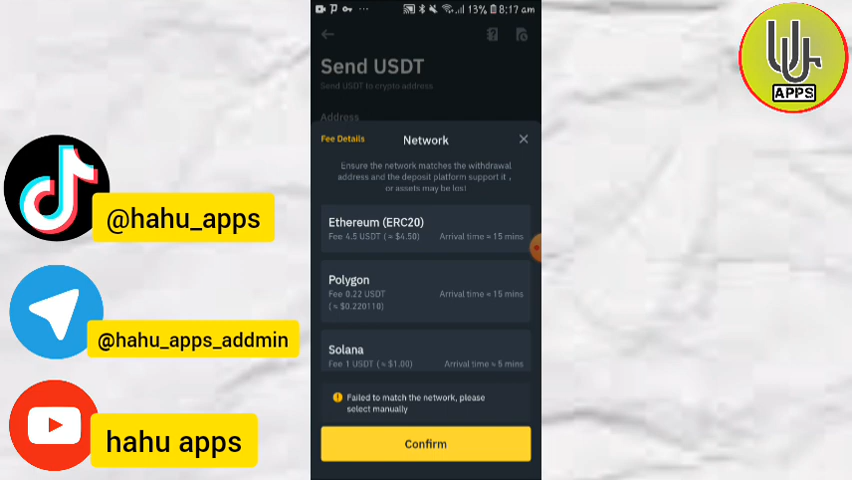 13% 8:17 am
Send USDT
Send USDT to crypto address
Address
Fee Details
Network
Ensure the network matches the withdrawal
address and the deposit platform support it ,
or assets may be lost
Ethereum (ERC20)
Fee 4.5 USDT ( ≈ $4.50)
Arrival time ≈ 15 mins
Polygon
Fee 0.22 USDT
( ≈ $0.220110)
Arrival time ≈ 15 mins
Solana
Fee 1 USDT ( ≈ $1.00)
Arrival time ≈ 5 mins
Failed to match the network, please
select manually
Confirm
@hahu_apps
@hahu_apps_addmin
hahu apps
APPS